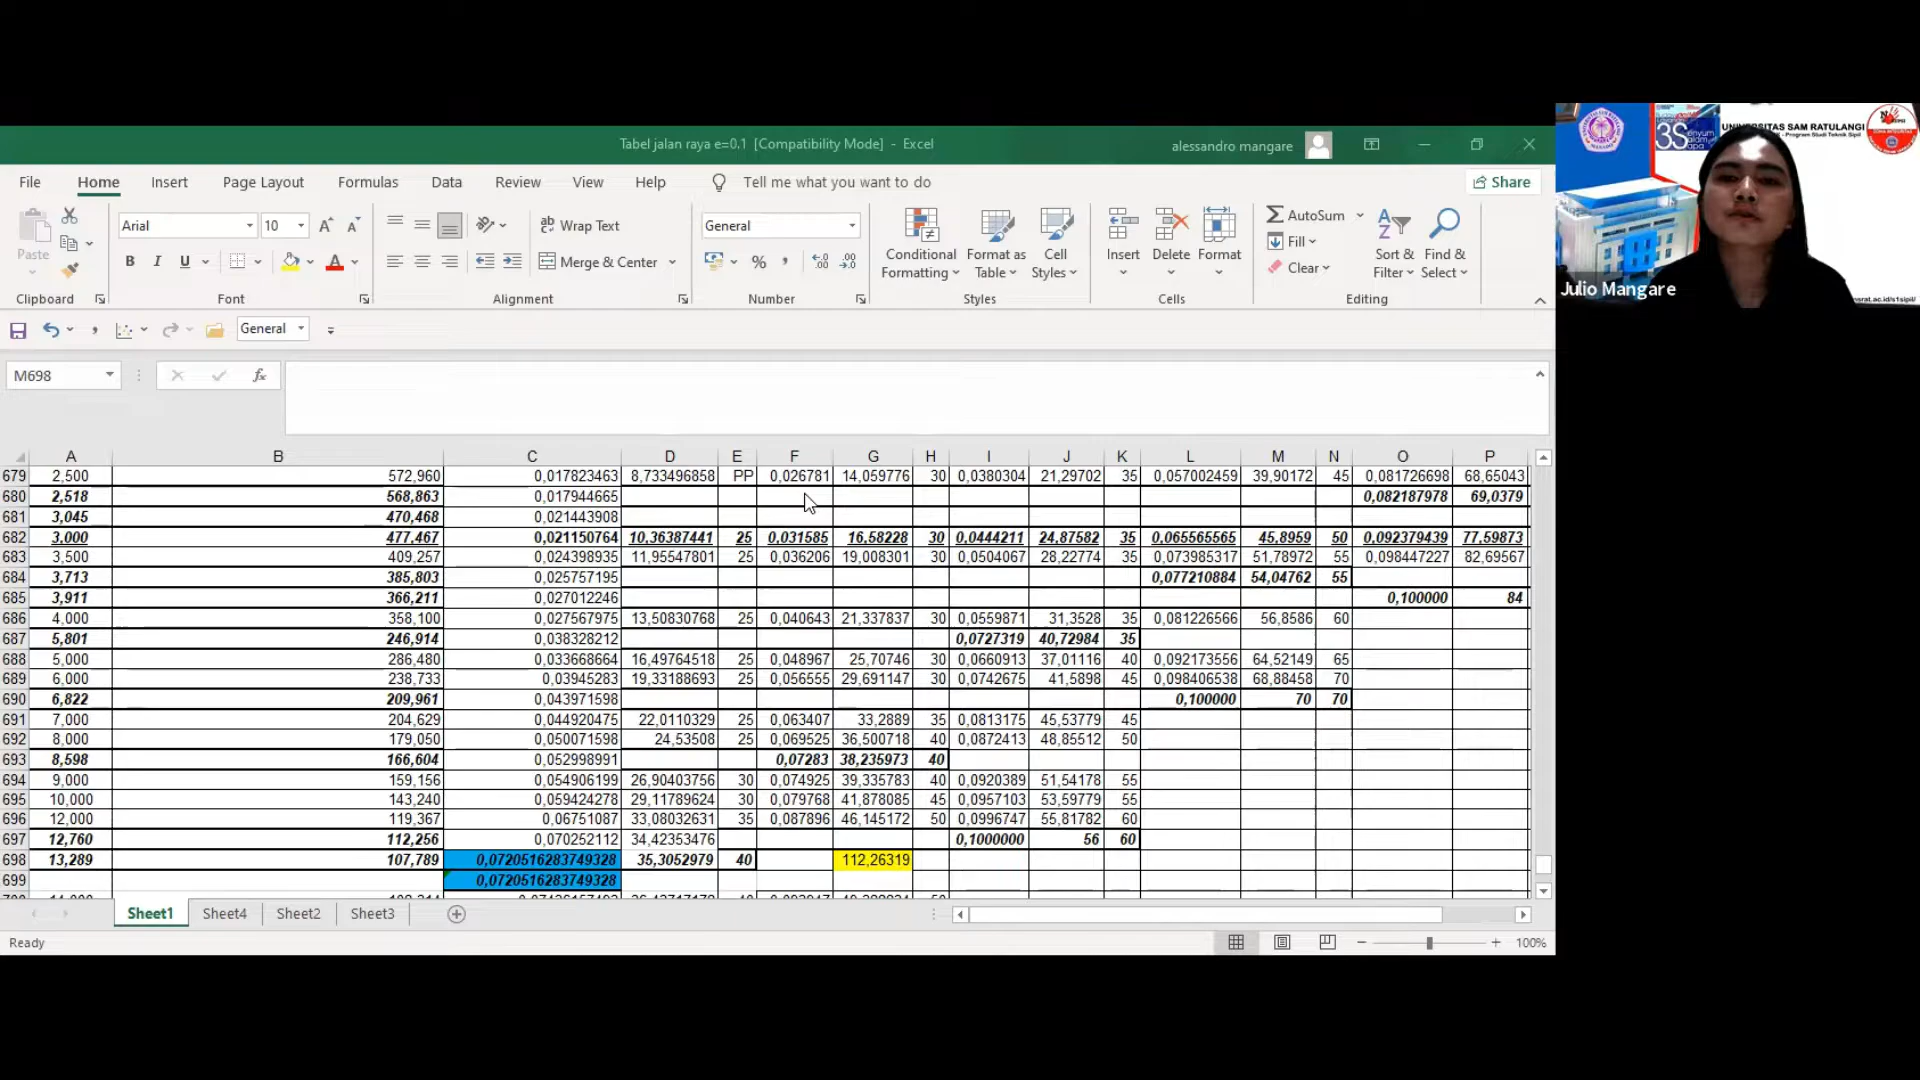 Tabel jalan raya e=0.1 [Compatibility Mode] - Excel
alessandro mangare
File Home Insert Page Layout Formulas Data Review View Help Tell me what you want to do Share
Paste
Arial 10
B I U A
Wrap Text
Merge & Center
General
Conditional Formatting
Format as Table
Cell Styles
Insert Delete Format
AutoSum
Fill
Clear
Sort & Filter
Find & Select
Clipboard Font Alignment Number Styles Cells Editing
General
M698 fx
A B C D E F G H I J K L M N O P
679 2,500 572,960 0,017823463 8,733496858 PP 0,026781 14,059776 30 0,0380304 21,29702 35 0,057002459 39,90172 45 0,081726698 68,65043
680 2,518 568,863 0,017944665 0,082187978 69,0379
681 3,045 470,468 0,021443908
682 3,000 477,467 0,021150764 10,36387441 25 0,031585 16,58228 30 0,0444211 24,87582 35 0,065565565 45,8959 50 0,092379439 77,59873
683 3,500 409,257 0,024398935 11,95547801 25 0,036206 19,008301 30 0,0504067 28,22774 35 0,073985317 51,78972 55 0,098447227 82,69567
684 3,713 385,803 0,025757195 0,077210884 54,04762 55
685 3,911 366,211 0,027012246 0,100000 84
686 4,000 358,100 0,027567975 13,50830768 25 0,040643 21,337837 30 0,0559871 31,3528 35 0,081226566 56,8586 60
687 5,801 246,914 0,038328212 0,0727319 40,72984 35
688 5,000 286,480 0,033668664 16,49764518 25 0,048967 25,70746 30 0,0660913 37,01116 40 0,092173556 64,52149 65
689 6,000 238,733 0,03945283 19,33188693 25 0,056555 29,691147 30 0,0742675 41,5898 45 0,098406538 68,88458 70
690 6,822 209,961 0,043971598 0,100000 70 70
691 7,000 204,629 0,044920475 22,0110329 25 0,063407 33,2889 35 0,0813175 45,53779 45
692 8,000 179,050 0,050071598 24,53508 25 0,069525 36,500718 40 0,0872413 48,85512 50
693 8,598 166,604 0,052998991 0,07283 38,235973 40
694 9,000 159,156 0,054906199 26,90403756 30 0,074925 39,335783 40 0,0920389 51,54178 55
695 10,000 143,240 0,059424278 29,11789624 30 0,079768 41,878085 45 0,0957103 53,59779 55
696 12,000 119,367 0,06751087 33,08032631 35 0,087896 46,145172 50 0,0996747 55,81782 60
697 12,760 112,256 0,070252112 34,42353476 0,1000000 56 60
698 13,289 107,789 0,0720516283749328 35,3052979 40 112,26319
699 0,0720516283749328
Sheet1 Sheet4 Sheet2 Sheet3
Ready 100%
3S
SAM RATULANGI
Program Studi Teknik Sipil
Julio Mangare